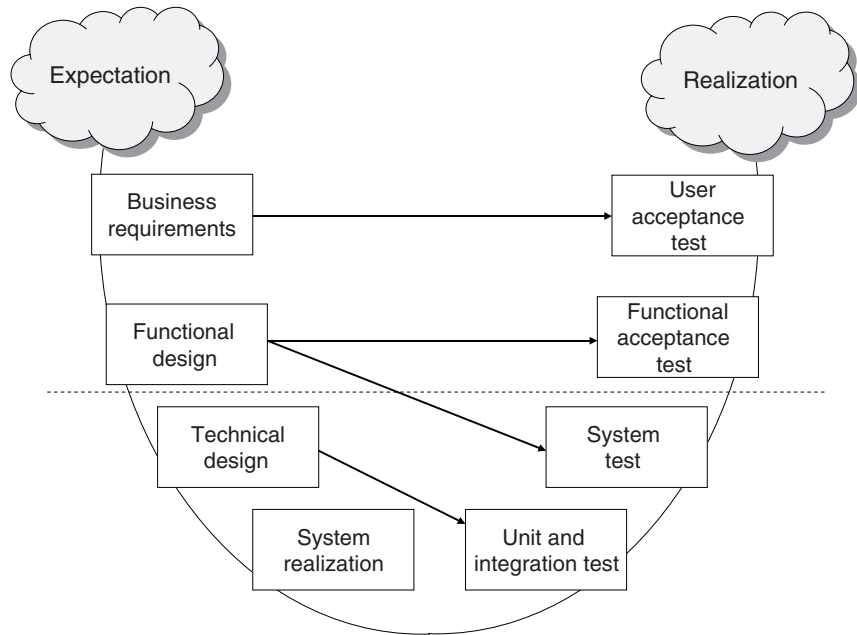 Expectation
Realization
Business
requirements
User
acceptance
test
Functional
design
Functional
acceptance
test
Technical
design
System
test
System
realization
Unit and
integration test